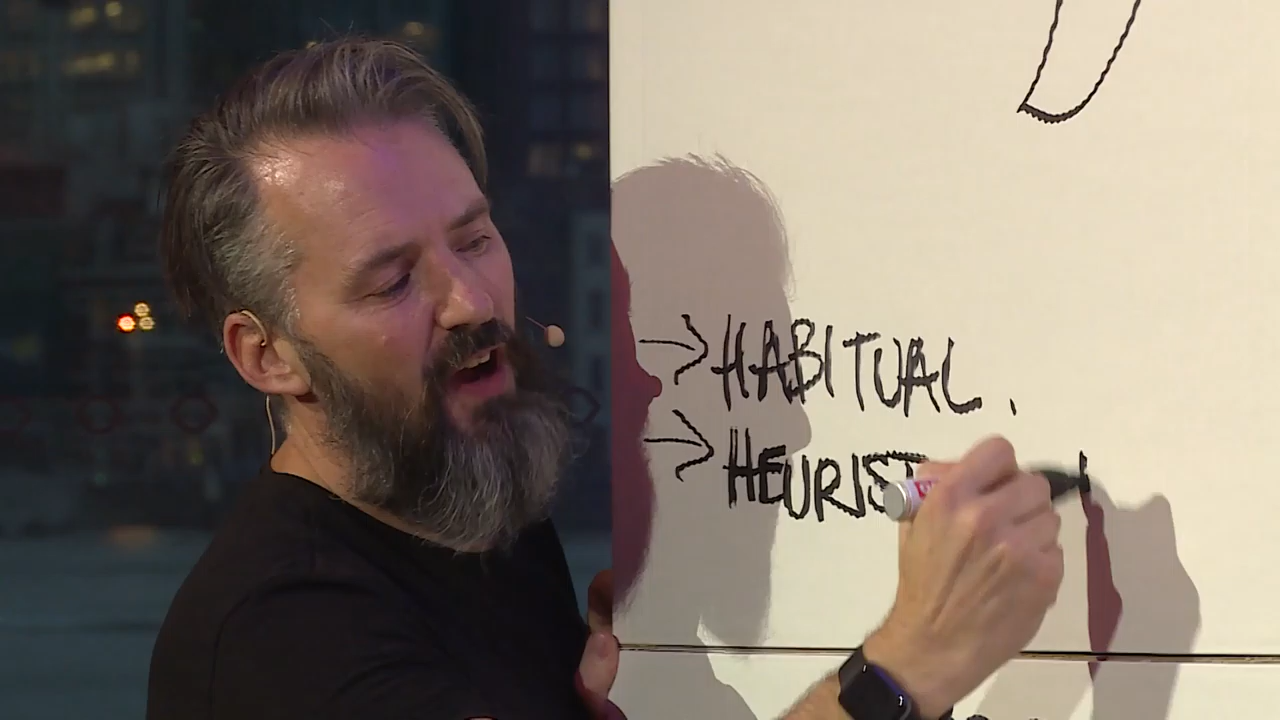 → HABITUAL.
→ HEURIST